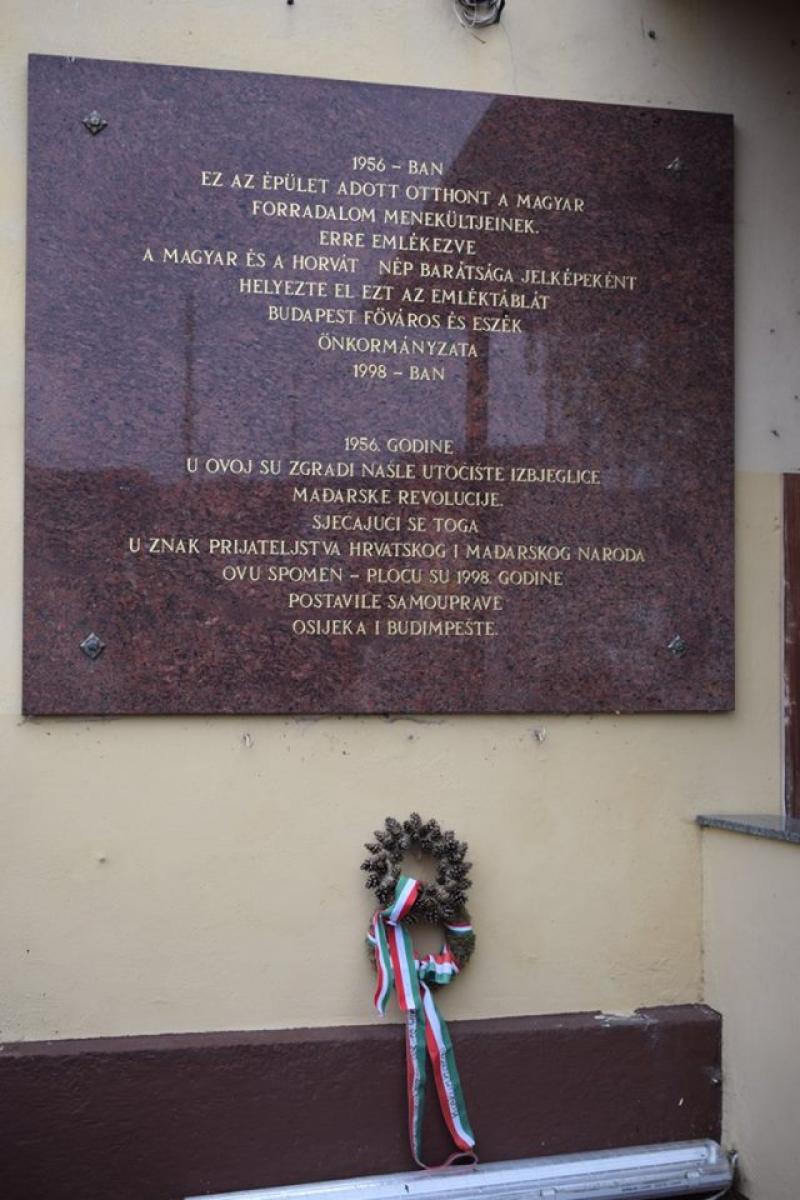 1956 – BAN
EZ AZ ÉPÜLET ADOTT OTTHONT A MAGYAR
FORRADALOM MENEKÜLTJEINEK.
ERRE EMLÉKEZVE
A MAGYAR ÉS A HORVÁT NÉP BARÁTSÁGA JELKÉPEKÉNT
HELYEZTE EL EZT AZ EMLÉKTÁBLÁT
BUDAPEST FŐVÁROS ÉS ESZÉK
ÖNKORMÁNYZATA
1998 – BAN
1956. GODINE
U OVOJ SU ZGRADI NAŠLE UTOČIŠTE IZBJEGLICE
MAĐARSKE REVOLUCIJE.
SJEĆAJUĆI SE TOGA
U ZNAK PRIJATELJSTVA HRVATSKOG I MAĐARSKOG NARODA
OVU SPOMEN – PLOČU SU 1998. GODINE
POSTAVILE SAMOUPRAVE
OSIJEKA I BUDIMPEŠTE.